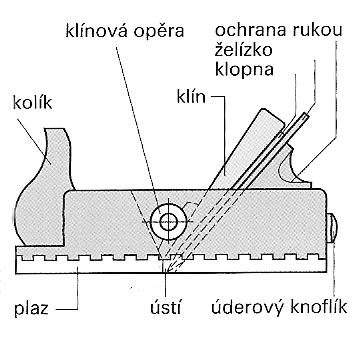 klínová opěra
ochrana rukou
želízko
klopna
kolík
klín
plaz
ústí
úderový knoflík